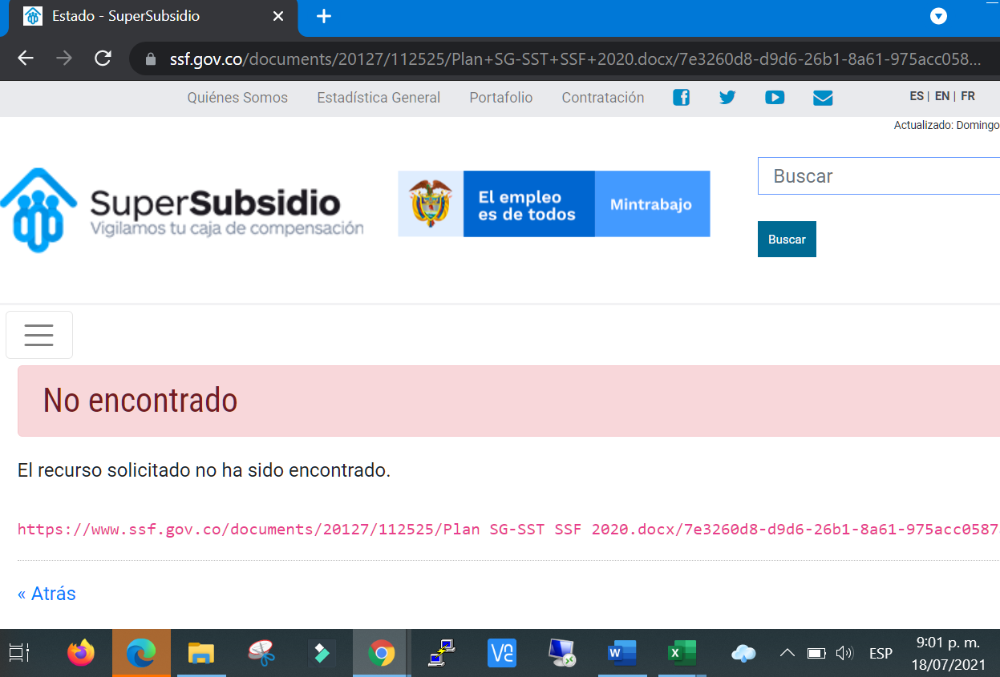 Estado - SuperSubsidio
ssf.gov.co/documents/20127/112525/Plan+SG-SST+SSF+2020.docx/7e3260d8-d9d6-26b1-8a61-975acc058...
Quiénes Somos Estadística General Portafolio Contratación ES | EN | FR
Actualizado: Domingo
SuperSubsidio
Vigilamos tu caja de compensación
El empleo
es de todos
Mintrabajo
Buscar
Buscar
No encontrado
El recurso solicitado no ha sido encontrado.
https://www.ssf.gov.co/documents/20127/112525/Plan SG-SST SSF 2020.docx/7e3260d8-d9d6-26b1-8a61-975acc0587
« Atrás
ESP
9:01 p. m.
18/07/2021